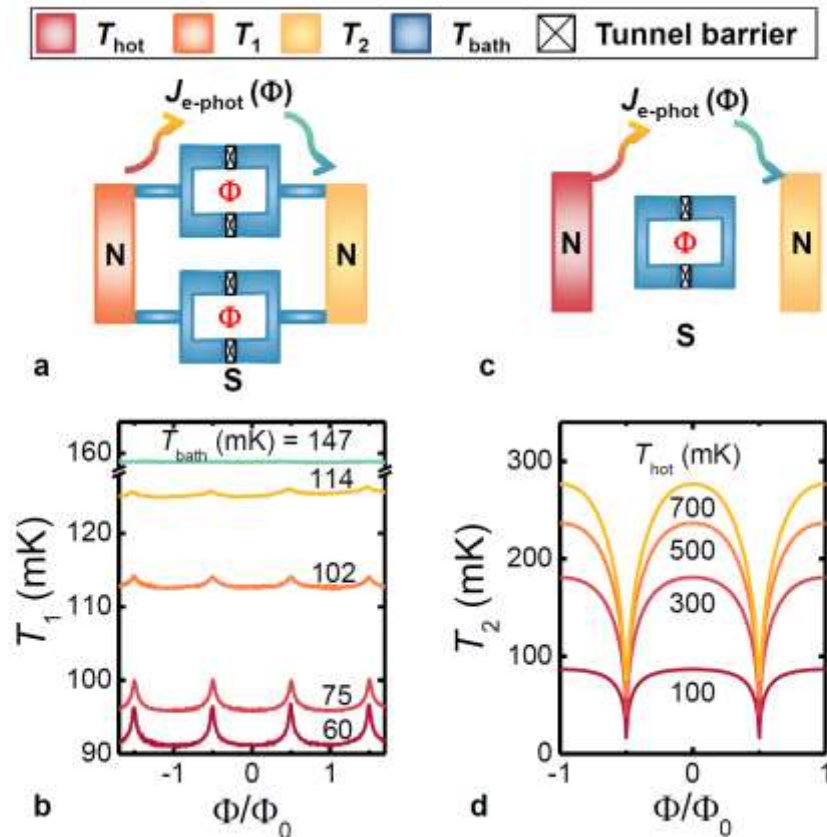 T_hot T_1 T_2 T_bath Tunnel barrier
J_e-phot (Φ)
N Φ N
Φ
S
a
J_e-phot (Φ)
N Φ N
S
c
T_bath (mK) = 147
114
102
75
60
160
120
110
100
90
T_1 (mK)
-1 0 1
Φ/Φ_0
b
T_hot (mK)
700
500
300
100
300
200
100
0
T_2 (mK)
-1 0 1
Φ/Φ_0
d